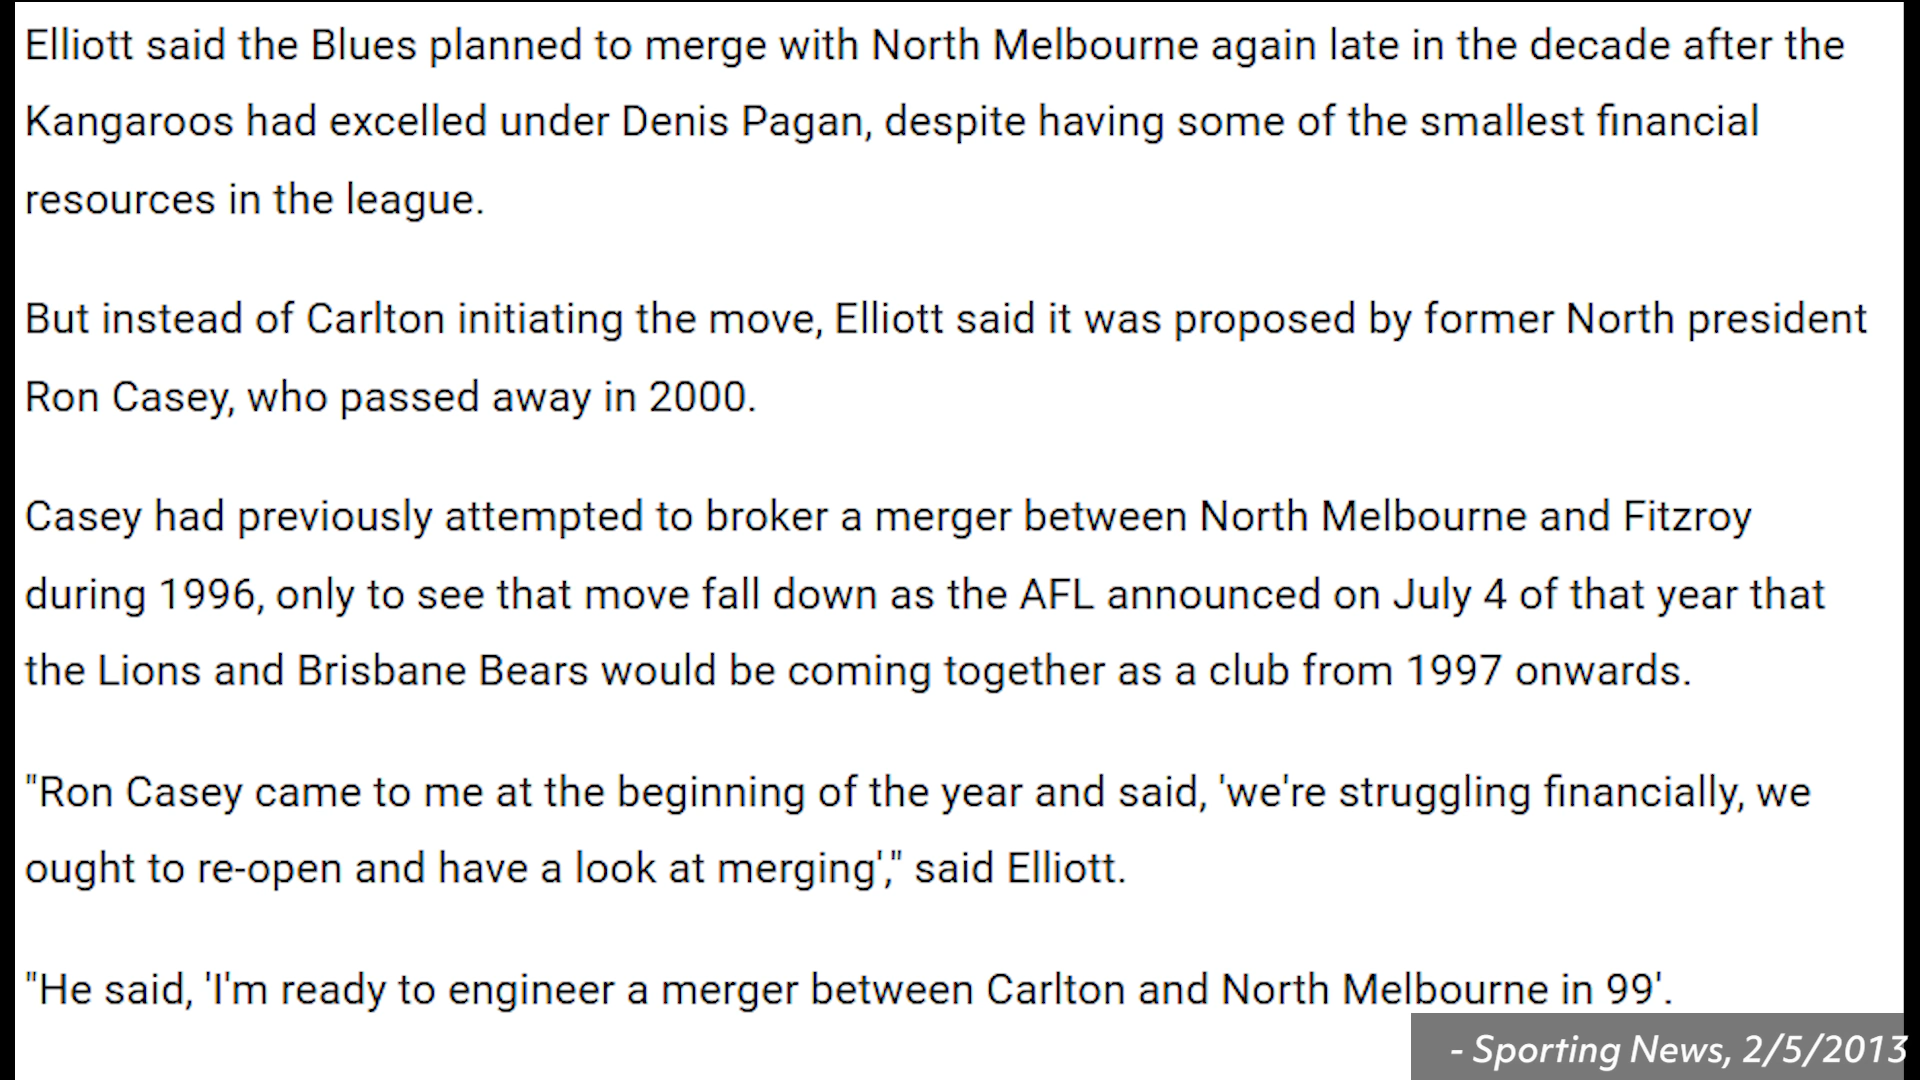 Elliott said the Blues planned to merge with North Melbourne again late in the decade after the
Kangaroos had excelled under Denis Pagan, despite having some of the smallest financial
resources in the league.
But instead of Carlton initiating the move, Elliott said it was proposed by former North president
Ron Casey, who passed away in 2000.
Casey had previously attempted to broker a merger between North Melbourne and Fitzroy
during 1996, only to see that move fall down as the AFL announced on July 4 of that year that
the Lions and Brisbane Bears would be coming together as a club from 1997 onwards.
"Ron Casey came to me at the beginning of the year and said, 'we're struggling financially, we
ought to re-open and have a look at merging'," said Elliott.
"He said, 'I'm ready to engineer a merger between Carlton and North Melbourne in 99'.
- Sporting News, 2/5/2013